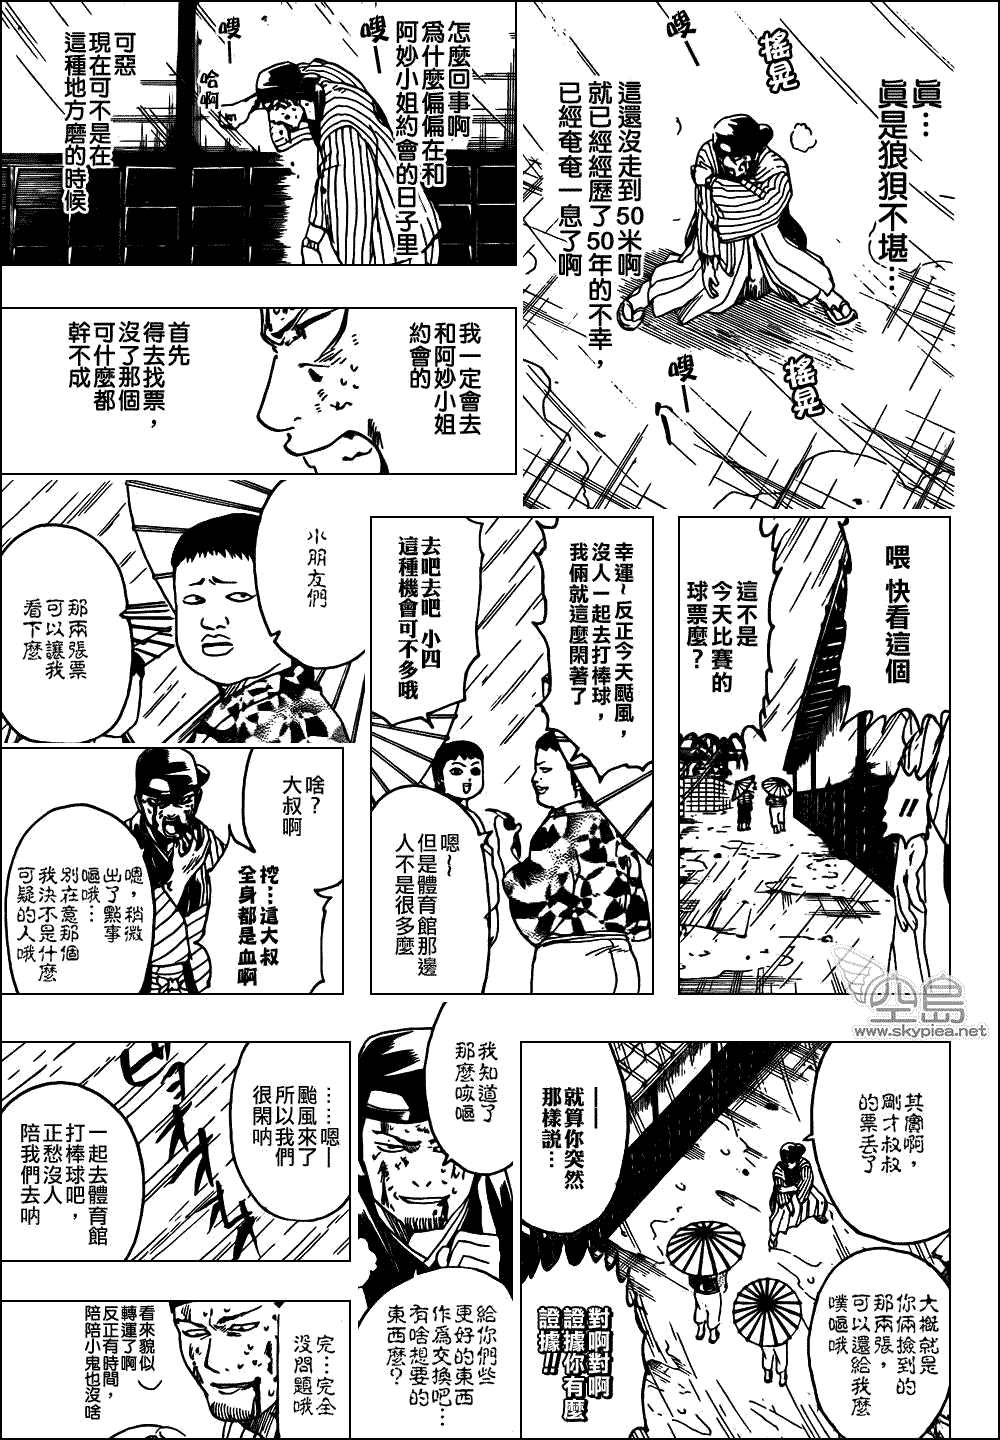 搖晃
眞…
眞是狼狽不堪…
這還沒走到50米啊
就已經經歷了50年的不幸，
已經奄奄一息了啊
嗖—
嗖—
搖晃
怎麼回事啊
爲什麼偏偏在和
阿妙小姐約會的日子里
嗖—
嗖—
哈啊
可惡
現在可不是在
這種地方磨的時候
我一定會去
和阿妙小姐
約會的
首先
得去找票，
沒了那個
可什麼都
幹不成
喂 快看這個
這不是
今天比賽的
球票麼？
〃
幸運~反正今天颱風，
沒人一起去打棒球，
我倆就這麼閑著了
去吧去吧 小四
這種機會可不多哦
嗯~
但是體育館那邊
人不是很多麼
小朋友們
那兩張票
可以讓我
看下麼
啥？
大叔啊
挖…這大叔
全身都是血啊
嗯，稍微
出了點事
嘔哦…
別在意那個
我決不是什麼
可疑的人哦
其實啊，
剛才叔叔
的票丟了
大概就是
你倆撿到的
那兩張，
可以還給我麼
噗嘔哦
——
就算你突然
那樣說…
對啊對啊
證據你有麼
證據!!
我知道了
那麼咳嘔
給你們些
更好的東西
作爲交換吧…
有啥想要的
東西麼？
……嗯—
颱風來了
所以我們
很閑吶
一起去體育館
打棒球吧，
正愁沒人
陪我們去吶
完…完全
沒問題哦
看來貌似
轉運了啊
反正有時間，
陪陪小鬼也沒啥
空島
www.skypiea.net